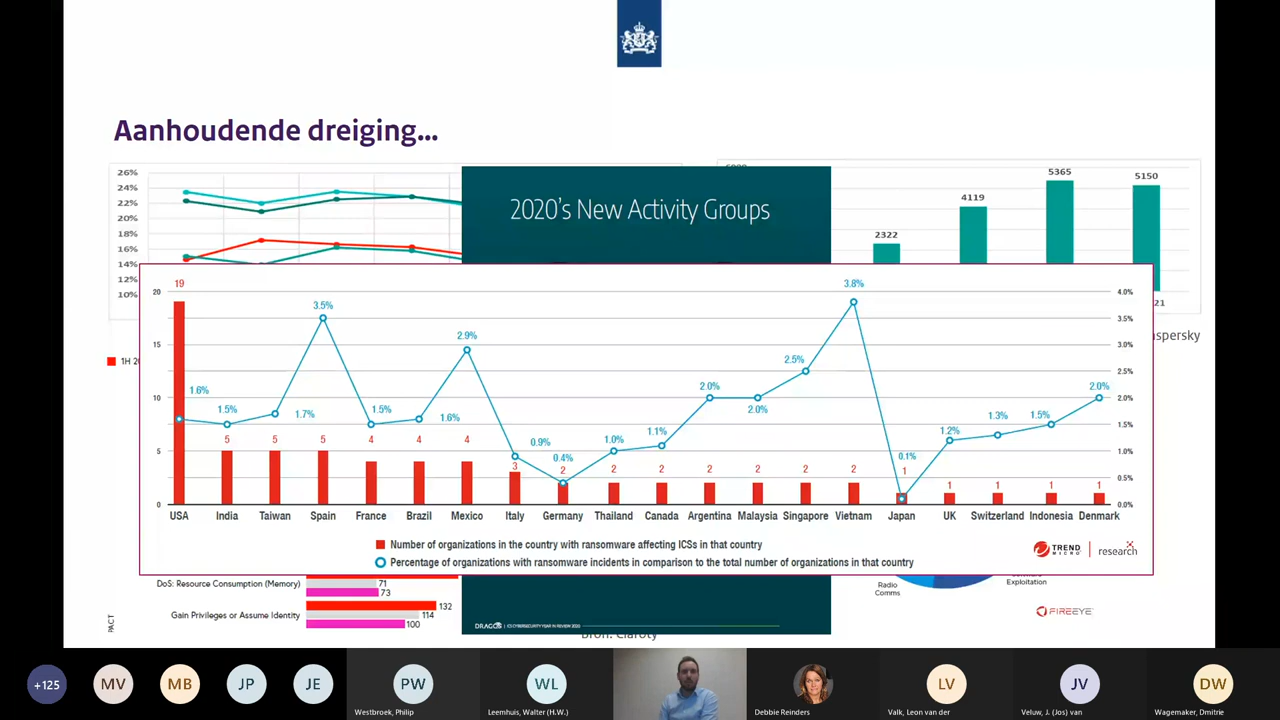 Aanhoudende dreiging...
26%
24%
22%
20%
18%
16%
14%
12%
10%
2020's New Activity Groups
2322
4119
5365
5150
21
aspersky
1H 20
20
15
10
5
0
4.0%
3.5%
3.0%
2.5%
2.0%
1.5%
1.0%
0.5%
0.0%
19 5 5 5 4 4 4 3 2 2 2 2 2 2 2 1 1 1 1 1
1.6% 1.5% 1.7% 3.5% 1.5% 1.6% 2.9% 0.9% 0.4% 1.0% 1.1% 2.0% 2.0% 2.5% 3.8% 0.1% 1.2% 1.3% 1.5% 2.0%
USA India Taiwan Spain France Brazil Mexico Italy Germany Thailand Canada Argentina Malaysia Singapore Vietnam Japan UK Switzerland Indonesia Denmark
Number of organizations in the country with ransomware affecting ICSs in that country
Percentage of organizations with ransomware incidents in comparison to the total number of organizations in that country
TREND MICRO research
DoS: Resource Consumption (Memory)
71
73
Gain Privileges or Assume Identity
132
114
100
PACT
Radio
Comms
Exploitation
FIREEYE
DRAGOS | ICS CYBERSECURITY YEAR IN REVIEW 2020
Bron: Claroty
+125 MV MB JP JE PW WL LV JV DW
Westbroek, Philip
Leemhuis, Walter (H.W.)
Debbie Reinders
Valk, Leon van der
Veluw, J. (Jos) van
Wagemaker, Dmitrie